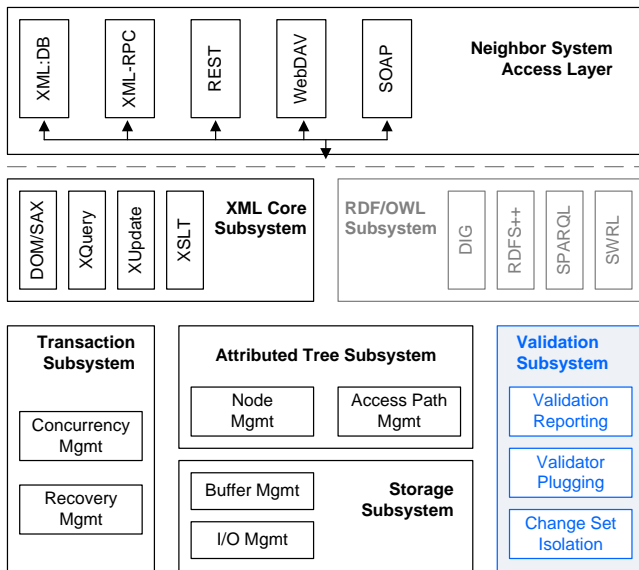 XML:DB
XML-RPC
REST
WebDAV
SOAP
Neighbor System
Access Layer
DOM/SAX
XQuery
XUpdate
XSLT
XML Core
Subsystem
RDF/OWL
Subsystem
DIG
RDFS++
SPARQL
SWRL
Transaction
Subsystem
Concurrency
Mgmt
Recovery
Mgmt
Attributed Tree Subsystem
Node
Mgmt
Access Path
Mgmt
Buffer Mgmt
I/O Mgmt
Storage
Subsystem
Validation
Subsystem
Validation
Reporting
Validator
Plugging
Change Set
Isolation